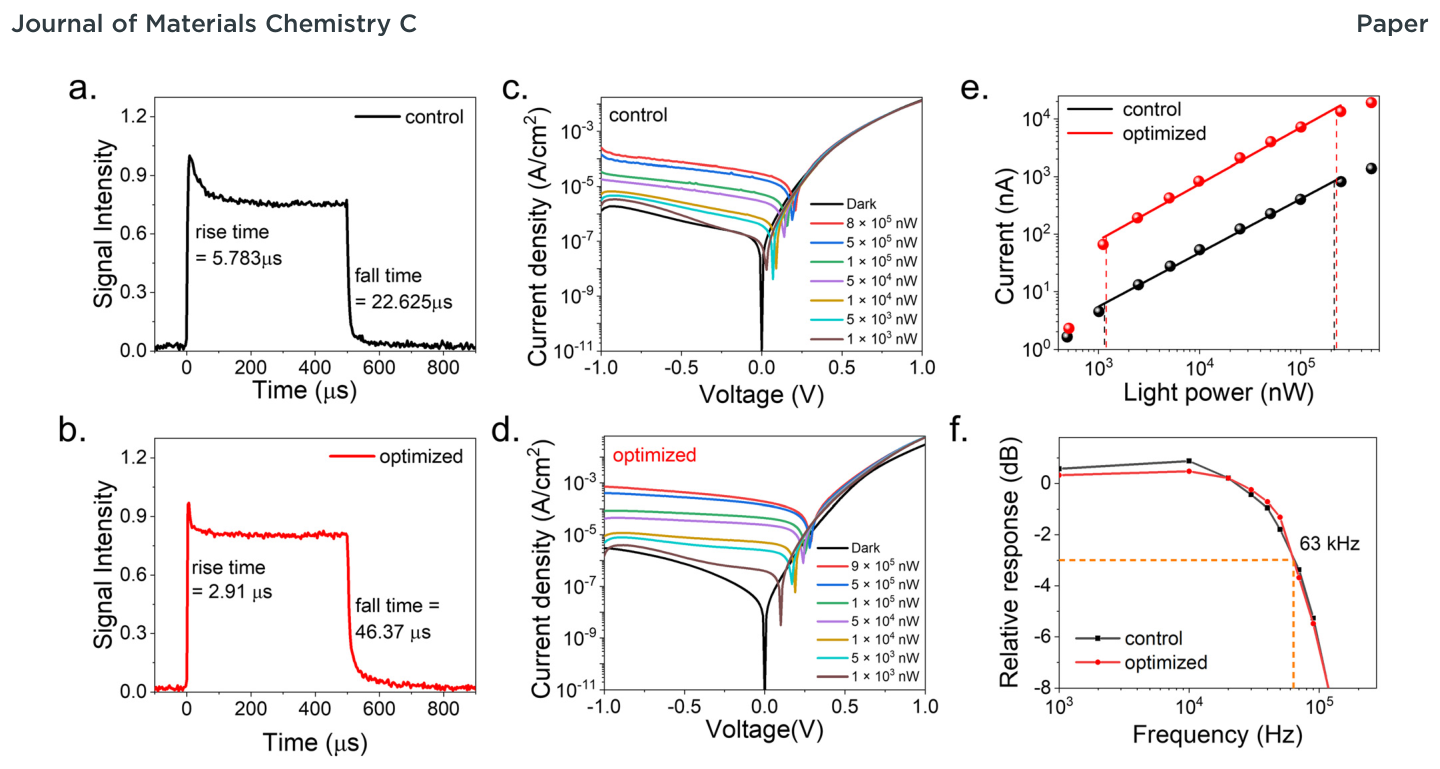 Journal of Materials Chemistry C
Paper
a.
Signal Intensity
1.2
0.9
0.6
0.3
0.0
control
rise time
= 5.783μs
fall time
= 22.625μs
0 200 400 600 800
Time (μs)
c.
Current density (A/cm²)
10⁻³
10⁻⁵
10⁻⁷
10⁻⁹
10⁻¹¹
control
Dark
8 × 10⁵ nW
5 × 10⁵ nW
1 × 10⁵ nW
5 × 10⁴ nW
1 × 10⁴ nW
5 × 10³ nW
1 × 10³ nW
-1.0 -0.5 0.0 0.5 1.0
Voltage (V)
e.
Current (nA)
10⁴
10³
10²
10¹
10⁰
control
optimized
10³ 10⁴ 10⁵
Light power (nW)
b.
Signal Intensity
1.2
0.9
0.6
0.3
0.0
optimized
rise time
= 2.91 μs
fall time =
46.37 μs
0 200 400 600 800
Time (μs)
d.
Current density (A/cm²)
10⁻³
10⁻⁵
10⁻⁷
10⁻⁹
10⁻¹¹
optimized
Dark
9 × 10⁵ nW
5 × 10⁵ nW
1 × 10⁵ nW
5 × 10⁴ nW
1 × 10⁴ nW
5 × 10³ nW
1 × 10³ nW
-1.0 -0.5 0.0 0.5 1.0
Voltage(V)
f.
Relative response (dB)
0
-2
-4
-6
-8
63 kHz
control
optimized
10³ 10⁴ 10⁵
Frequency (Hz)